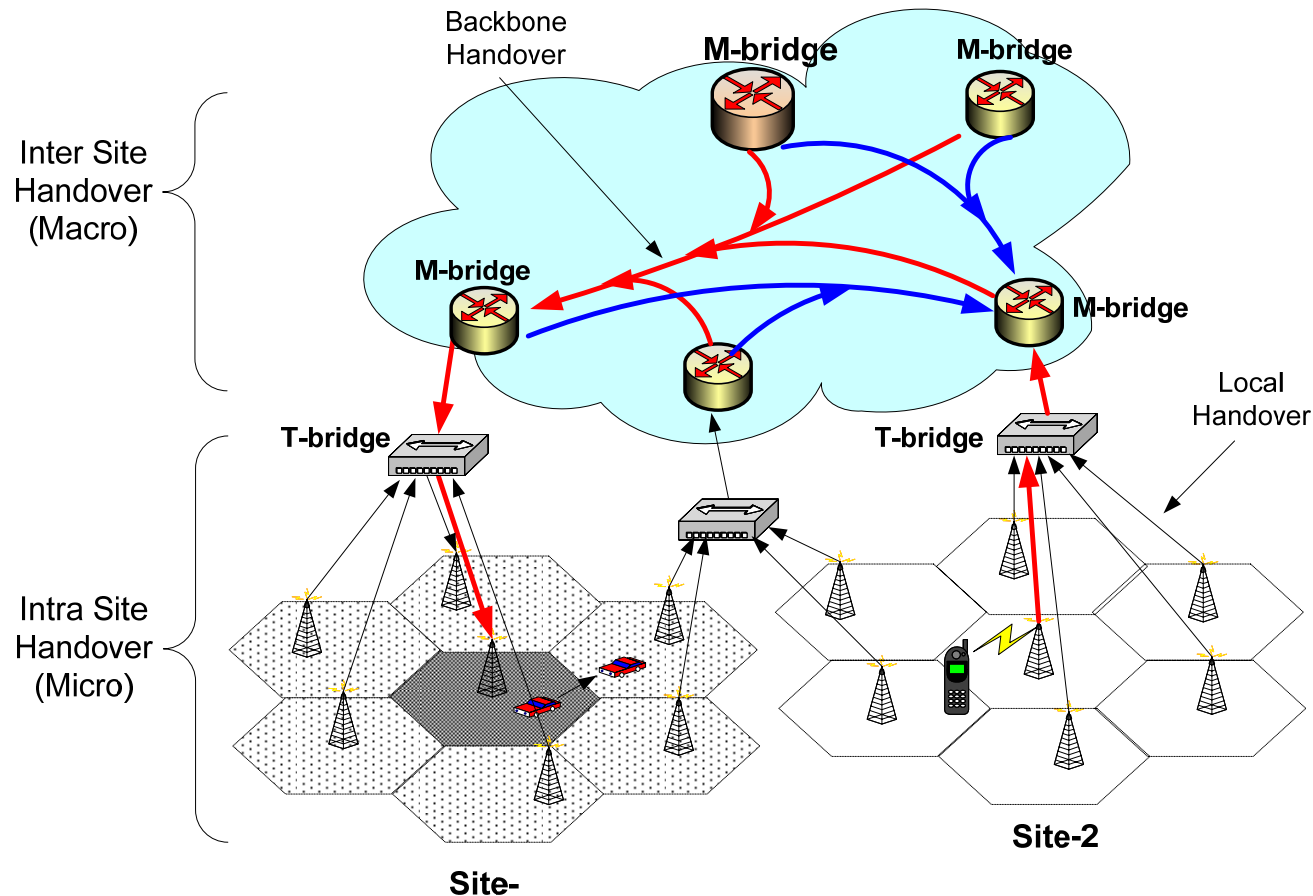 Backbone
Handover
M-bridge
M-bridge
Inter Site
Handover
(Macro)
M-bridge
M-bridge
Local
Handover
T-bridge
T-bridge
Intra Site
Handover
(Micro)
Site-2
Site-